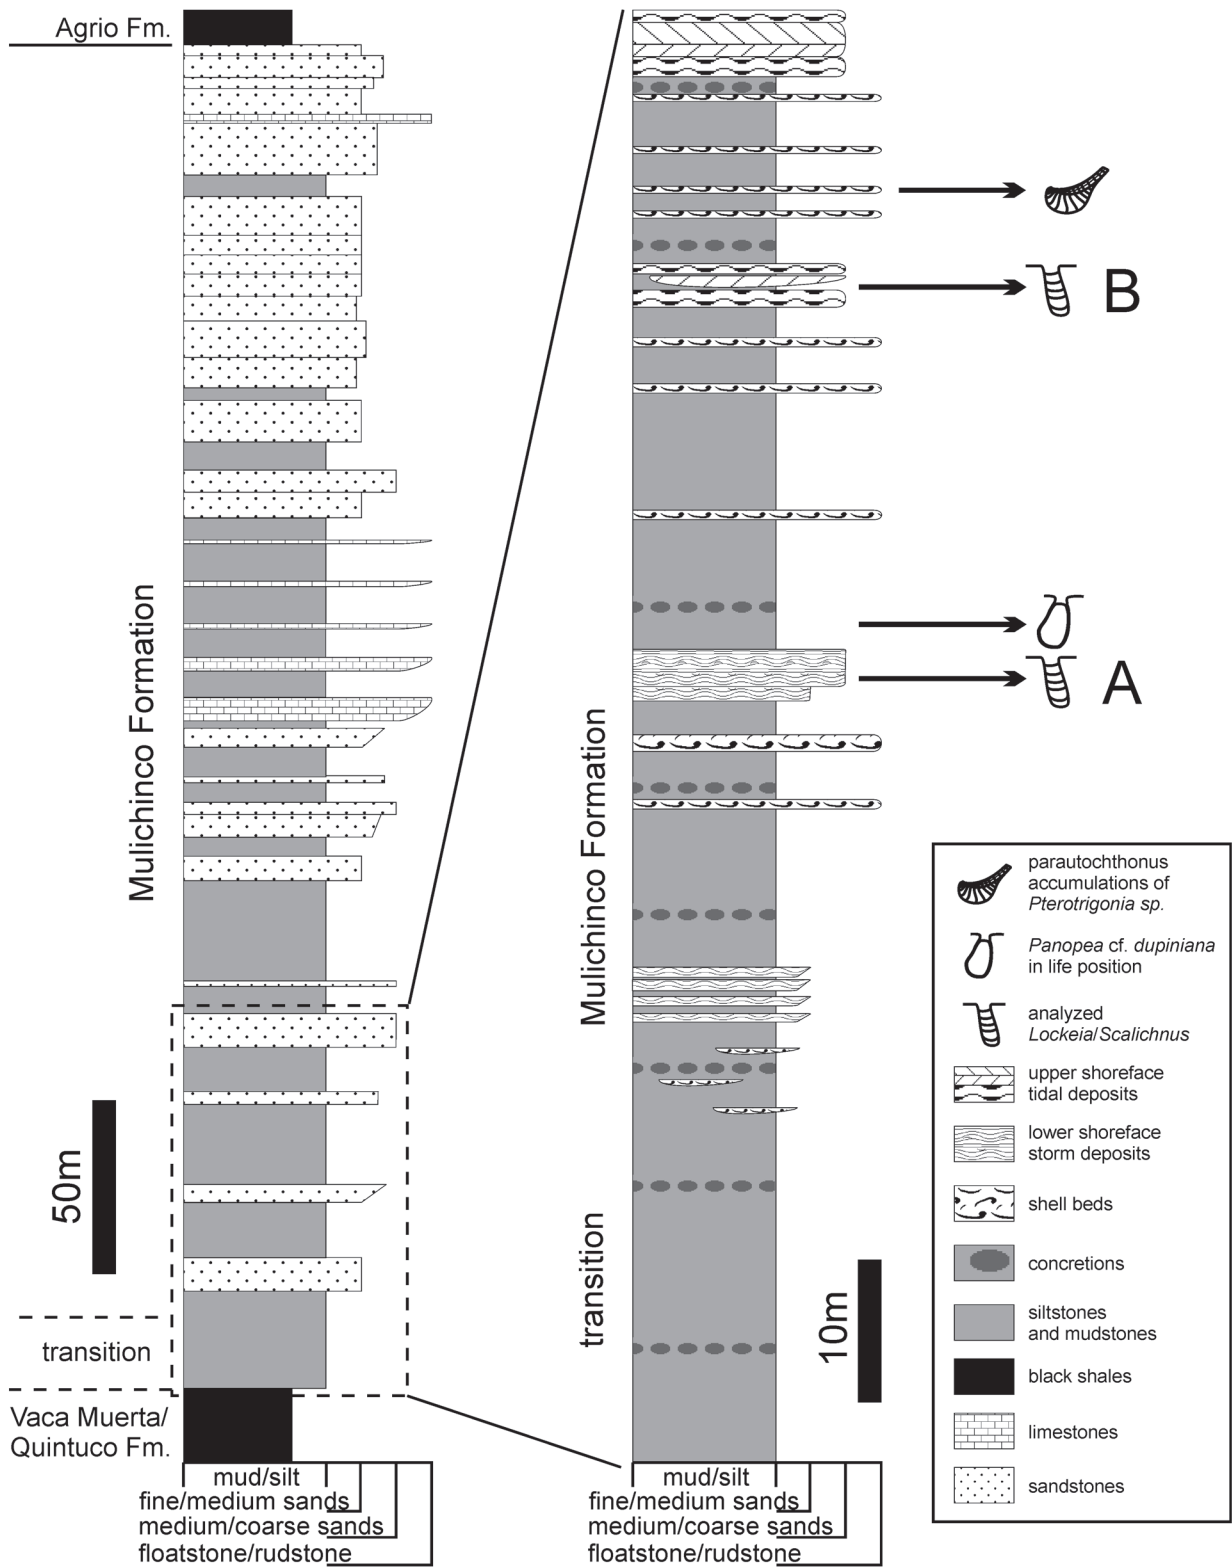 Agrio Fm.
Mulichinco Formation
50m
transition
Vaca Muerta/
Quintuco Fm.
mud/silt
fine/medium sands
medium/coarse sands
floatstone/rudstone
B
A
Mulichinco Formation
transition
10m
mud/silt
fine/medium sands
medium/coarse sands
floatstone/rudstone
parautochthonus
accumulations of
Pterotrigonia sp.
Panopea cf. dupiniana
in life position
analyzed
Lockeia/Scalichnus
upper shoreface
tidal deposits
lower shoreface
storm deposits
shell beds
concretions
siltstones
and mudstones
black shales
limestones
sandstones